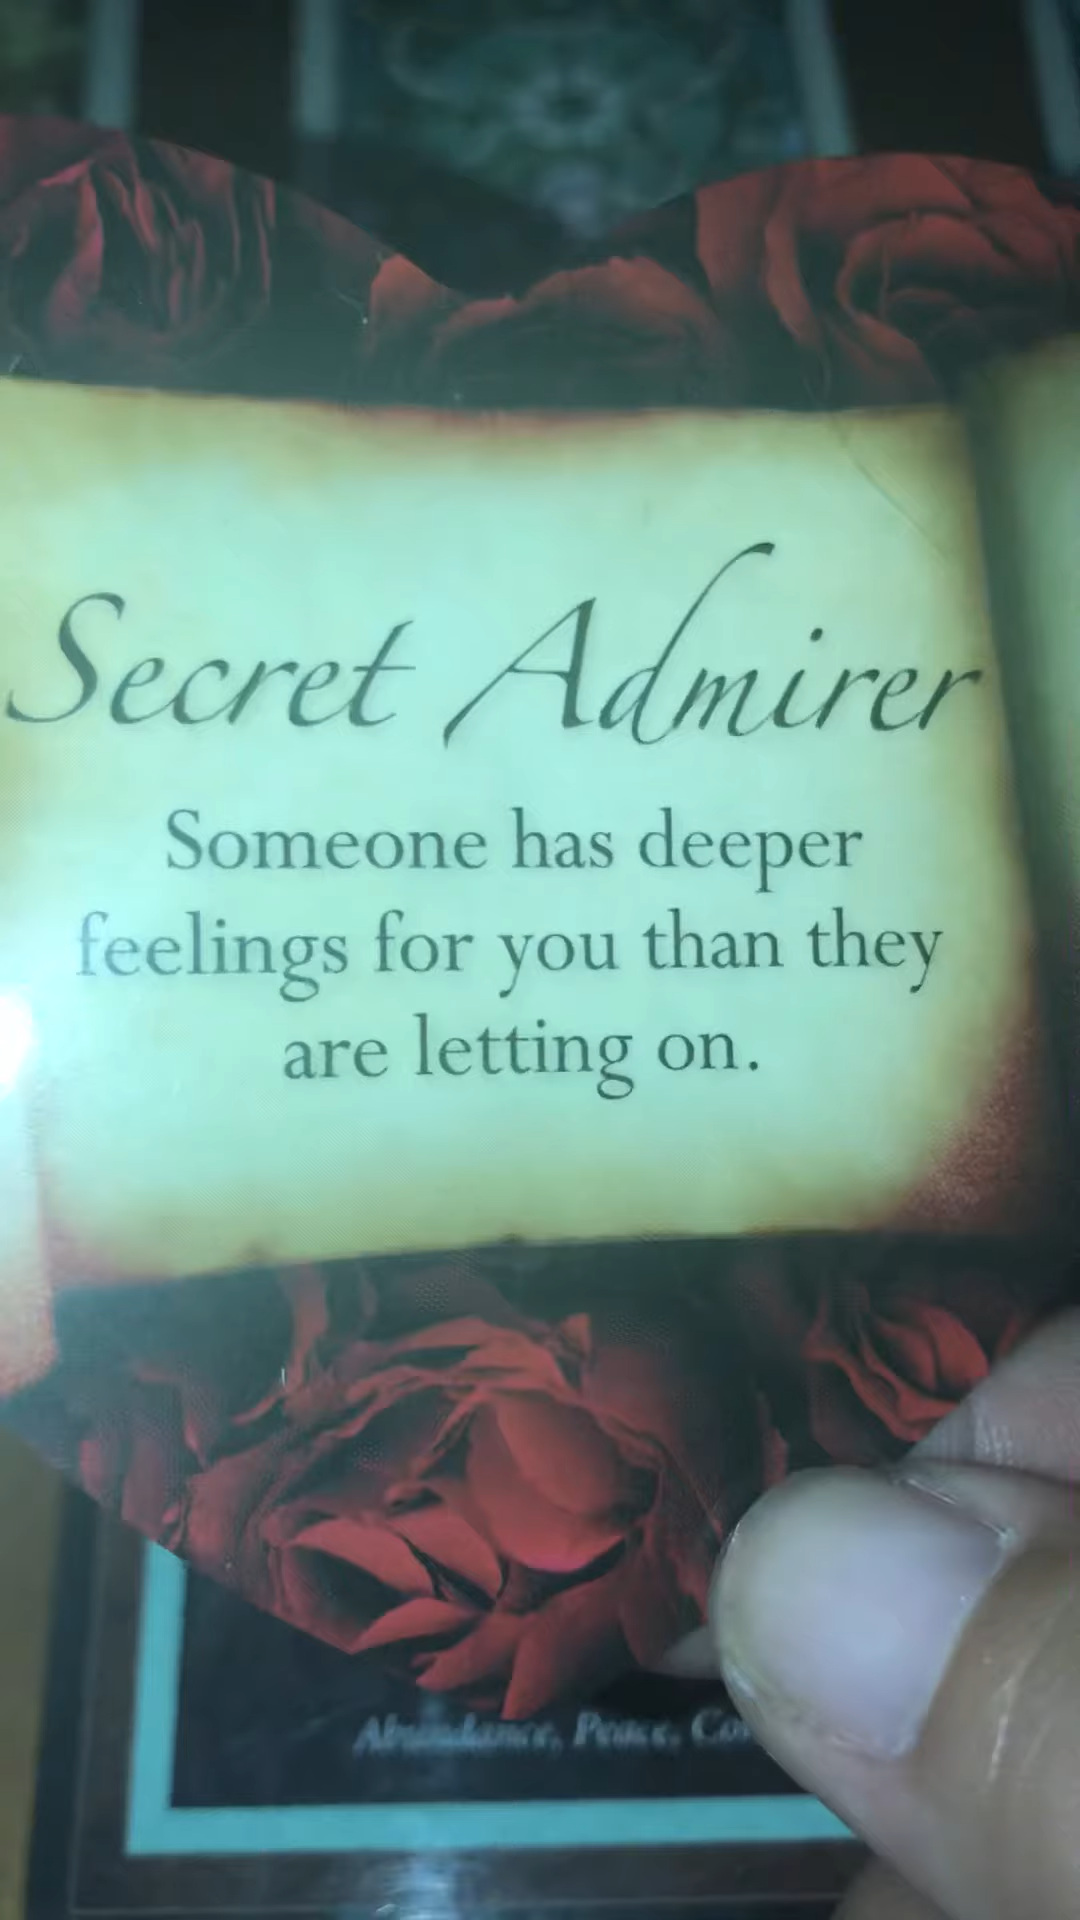 Secret Admirer
Someone has deeper
feelings for you than they
are letting on.
Abundance, Peace,